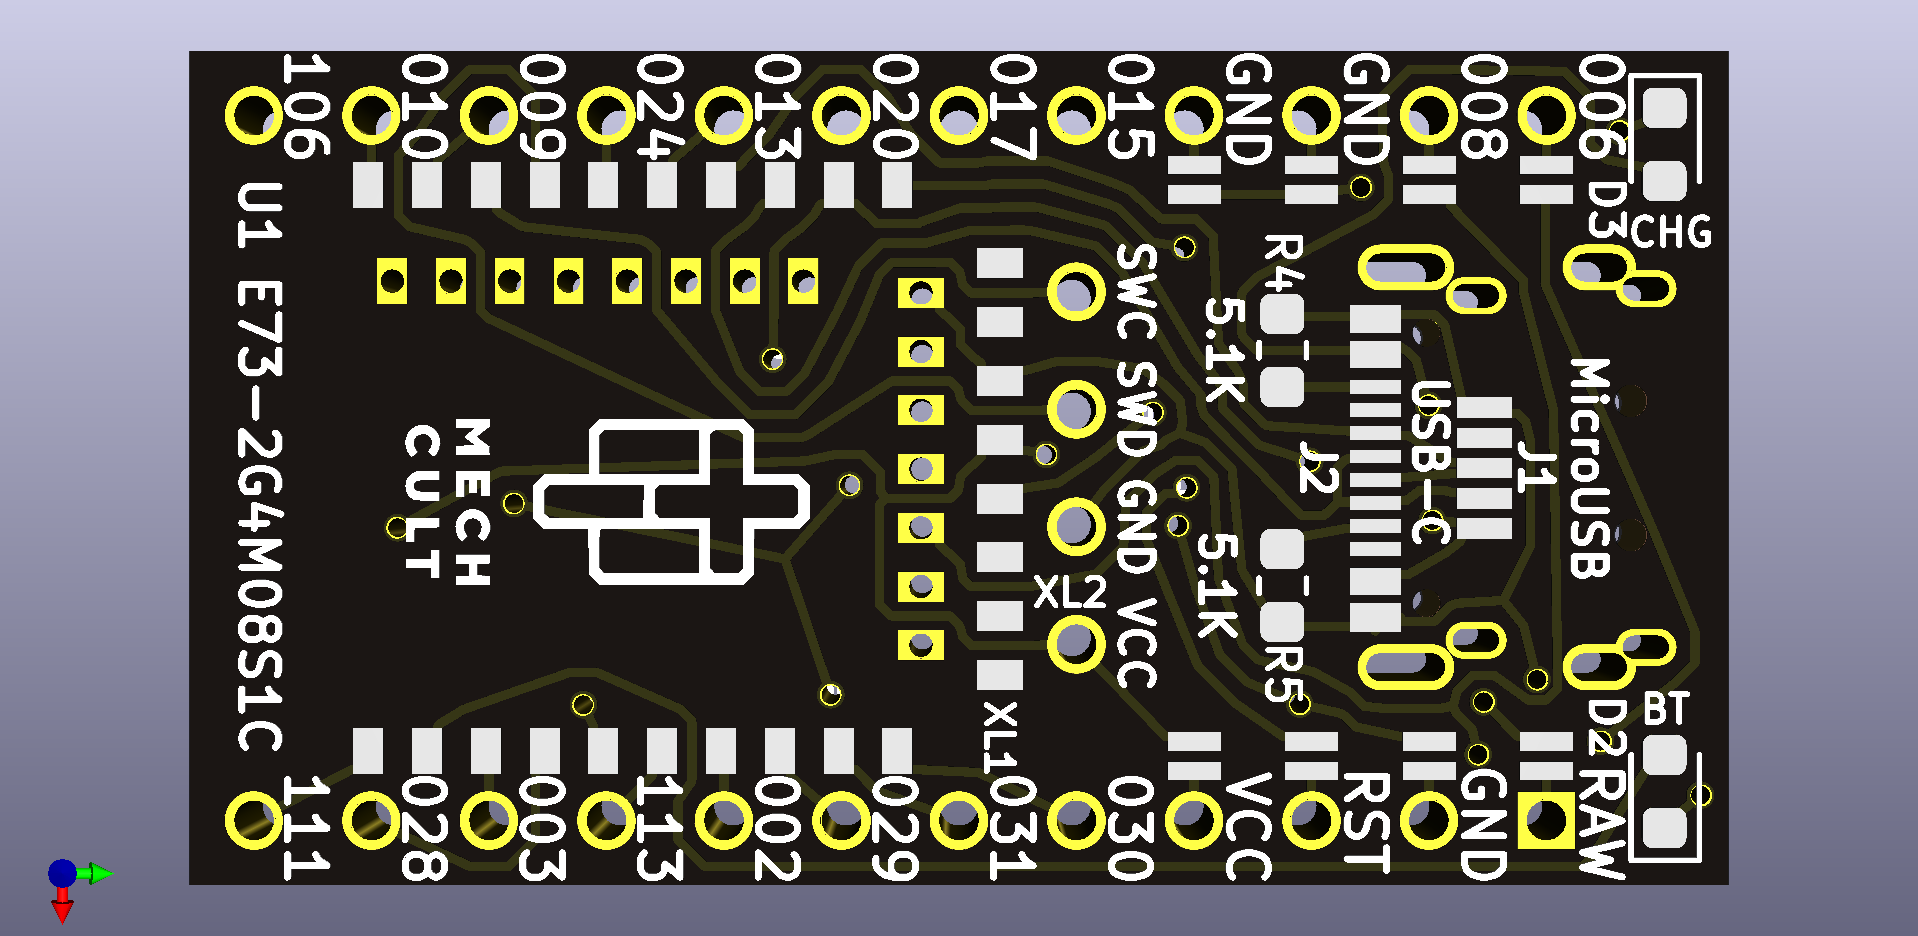 106
010
009
024
013
020
017
015
GND
GND
008
006
D3
CHG
U1 E73-2G4M08S1C
MECH
CULT
SWC
SWD
GND
VCC
XL2
XL1
R4
5.1K
5.1K
R5
J2
USB-C
J1
MicroUSB
BT
D2
111
028
003
113
002
029
031
030
VCC
RST
GND
RAW